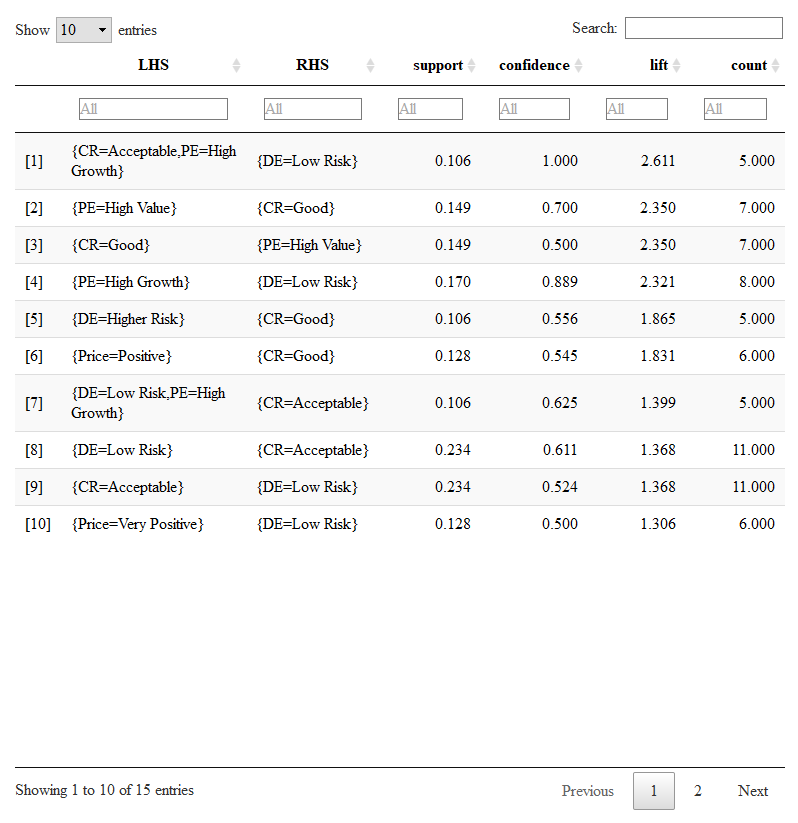 Show 10 entries Search:
LHS RHS support confidence lift count
All All All All All All
[1] {CR=Acceptable,PE=High Growth} {DE=Low Risk} 0.106 1.000 2.611 5.000
[2] {PE=High Value} {CR=Good} 0.149 0.700 2.350 7.000
[3] {CR=Good} {PE=High Value} 0.149 0.500 2.350 7.000
[4] {PE=High Growth} {DE=Low Risk} 0.170 0.889 2.321 8.000
[5] {DE=Higher Risk} {CR=Good} 0.106 0.556 1.865 5.000
[6] {Price=Positive} {CR=Good} 0.128 0.545 1.831 6.000
[7] {DE=Low Risk,PE=High Growth} {CR=Acceptable} 0.106 0.625 1.399 5.000
[8] {DE=Low Risk} {CR=Acceptable} 0.234 0.611 1.368 11.000
[9] {CR=Acceptable} {DE=Low Risk} 0.234 0.524 1.368 11.000
[10] {Price=Very Positive} {DE=Low Risk} 0.128 0.500 1.306 6.000
Showing 1 to 10 of 15 entries Previous 1 2 Next